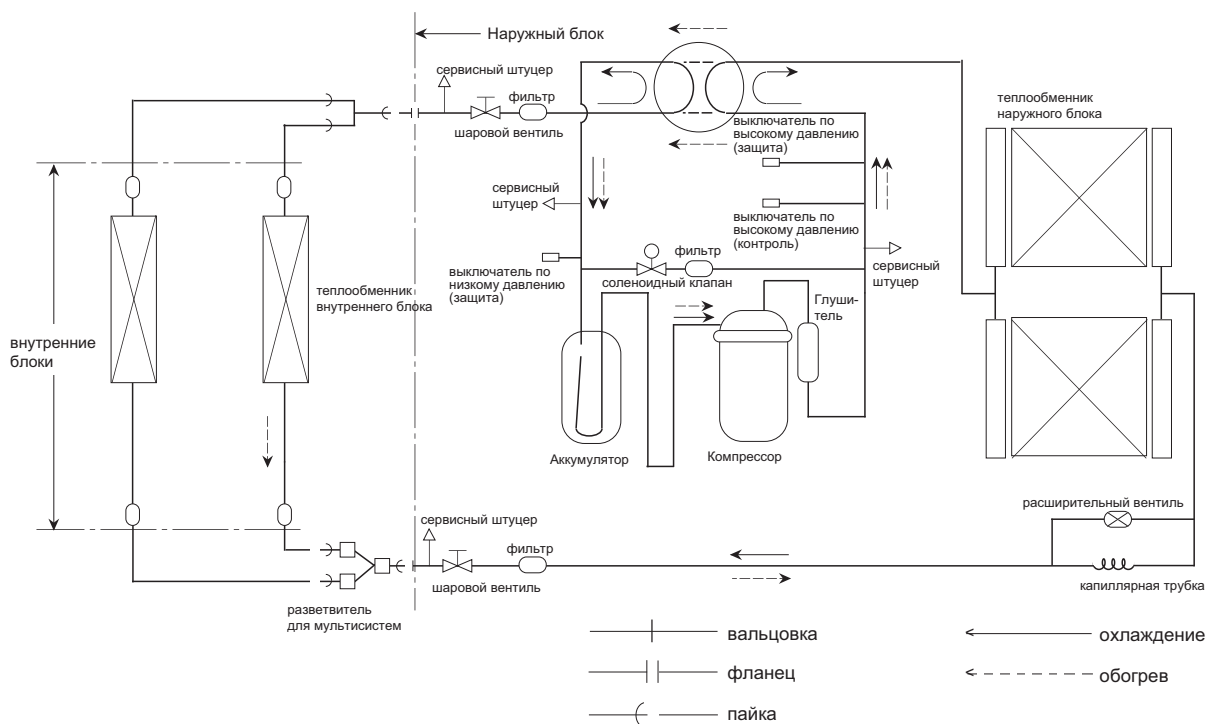 Наружный блок
сервисный штуцер
фильтр
шаровой вентиль
выключатель по
высокому давлению
(защита)
теплообменник
наружного блока
сервисный
штуцер
выключатель по
высокому давлению
(контроль)
фильтр
соленоидный клапан
выключатель по
низкому давлению
(защита)
сервисный
штуцер
теплообменник
внутреннего блока
Глуши-
тель
внутренние
блоки
Аккумулятор
Компрессор
расширительный вентиль
сервисный штуцер
фильтр
шаровой вентиль
капиллярная трубка
разветвитель
для мультисистем
вальцовка
охлаждение
фланец
обогрев
пайка